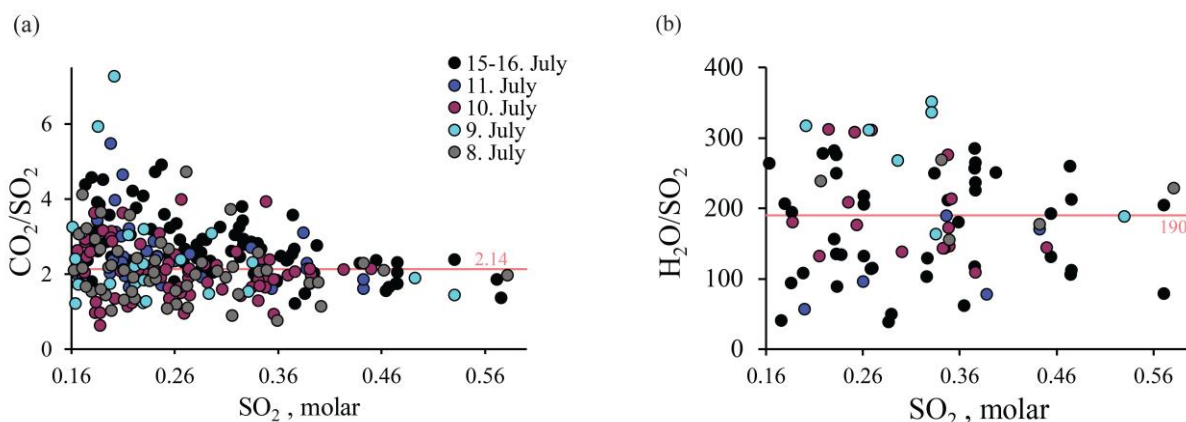 (a)
CO₂/SO₂
6
4
2
0
0.16
0.26
0.36
0.46
0.56
SO₂ , molar
15-16. July
11. July
10. July
9. July
8. July
2.14
(b)
H₂O/SO₂
400
300
200
100
0
0.16
0.26
0.36
0.46
0.56
SO₂ , molar
190